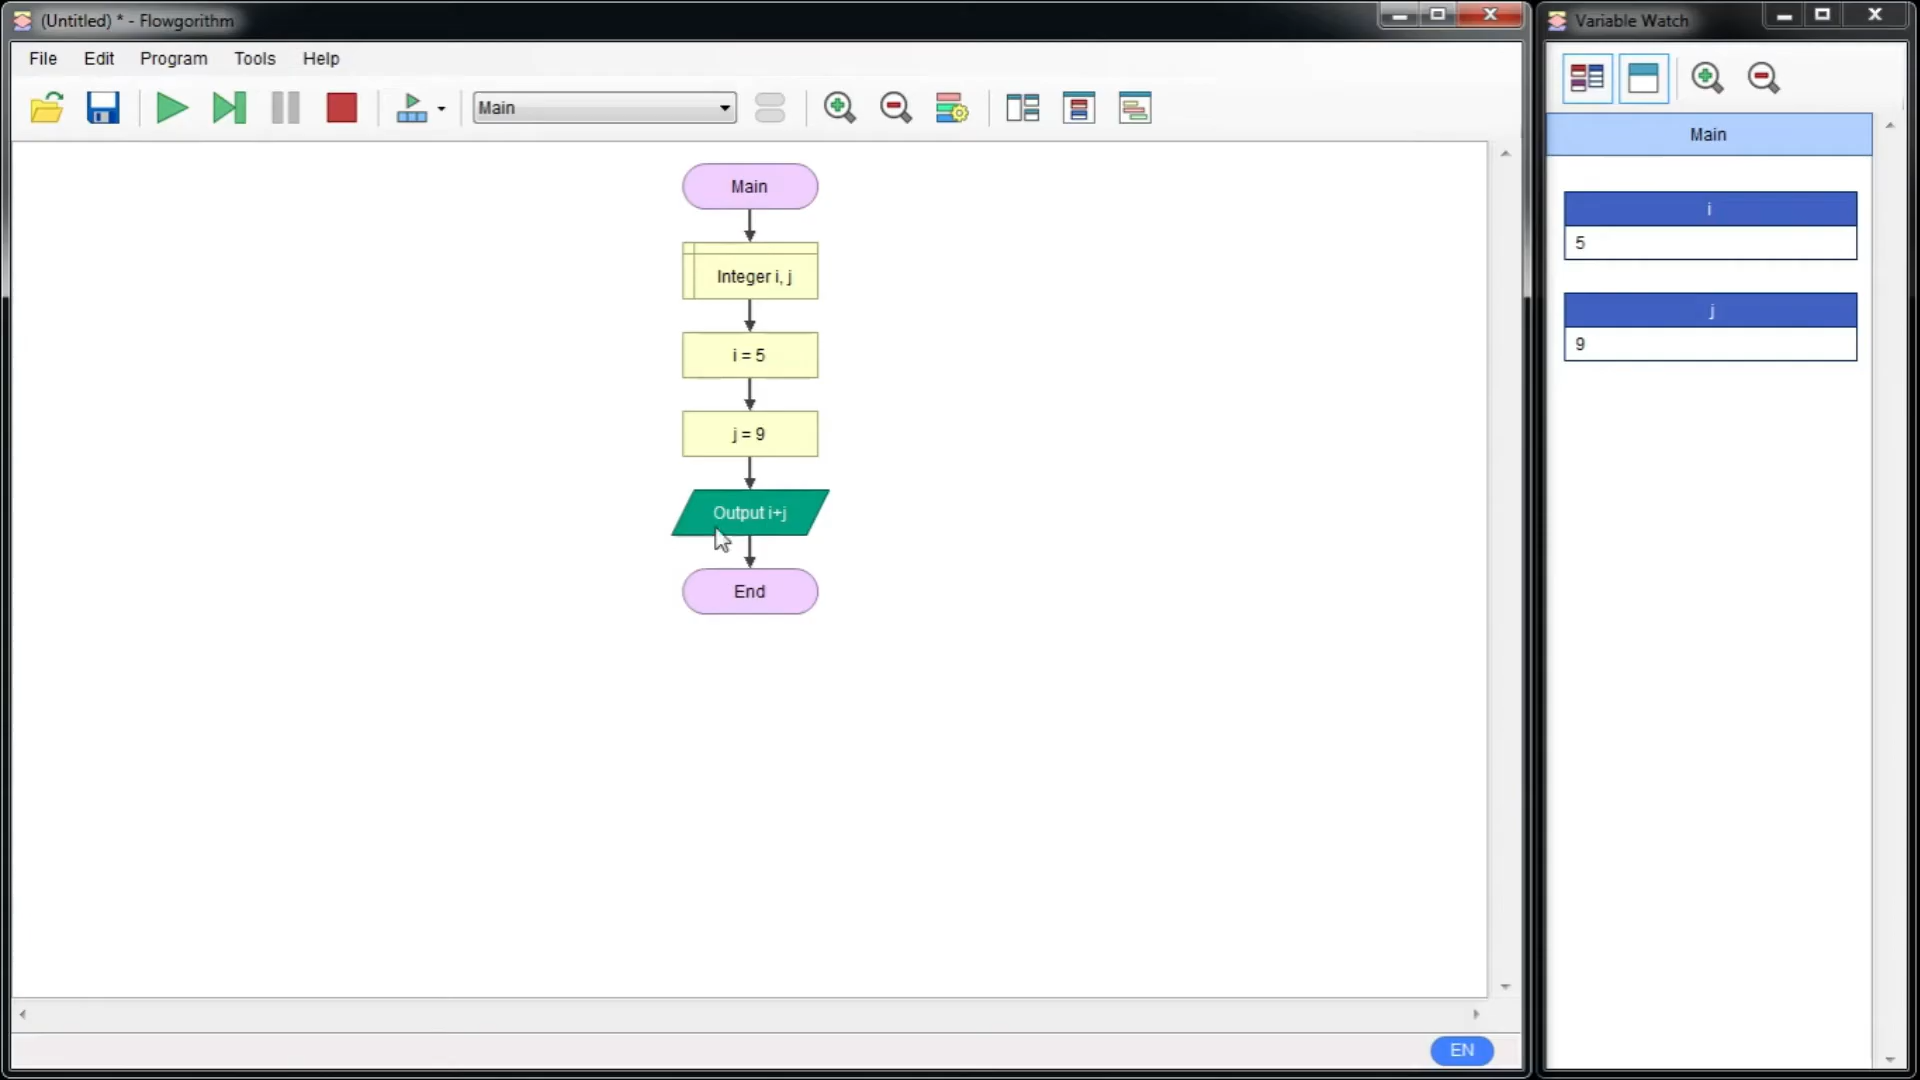 (Untitled) * - Flowgorithm
File Edit Program Tools Help
Main
Main
Integer i, j
i = 5
j = 9
Output i+j
End
EN
Variable Watch
Main
i
5
j
9